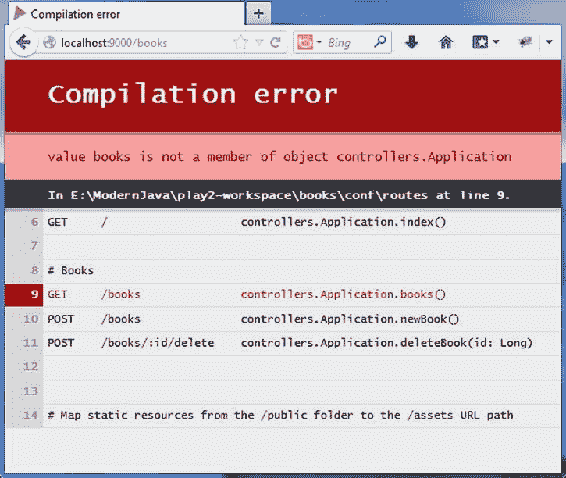 Compilation error
localhost:9000/books
Bing
Compilation error
value books is not a member of object controllers.Application
In E:\ModernJava\play2-workspace\books\conf\routes at line 9.
6 GET / controllers.Application.index()
7
8 # Books
9 GET /books controllers.Application.books()
10 POST /books controllers.Application.newBook()
11 POST /books/:id/delete controllers.Application.deleteBook(id: Long)
12
13
14 # Map static resources from the /public folder to the /assets URL path